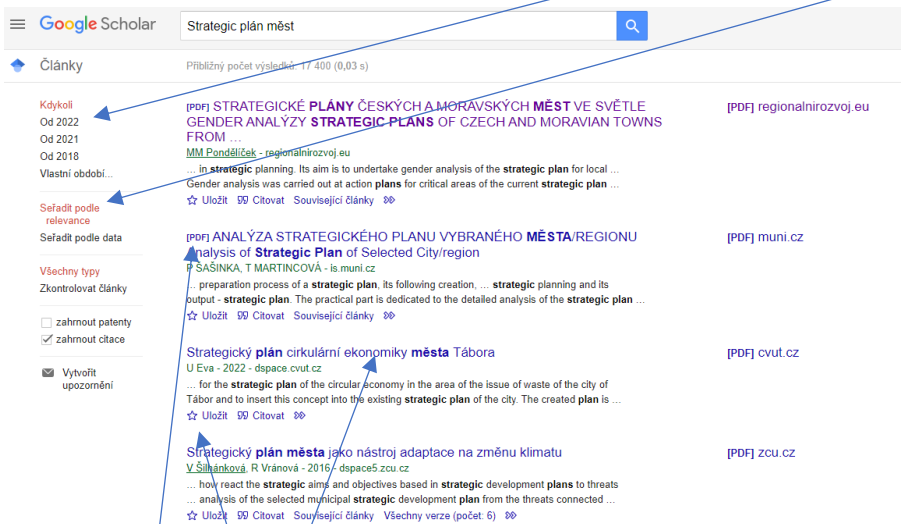 Google Scholar
Strategic plán měst
Články
Přibližný počet výsledků: 17 400 (0,03 s)
Kdykoli
Od 2022
Od 2021
Od 2018
Vlastní období...
Seřadit podle
relevance
Seřadit podle data
Všechny typy
Zkontrolovat články
zahrnout patenty
zahrnout citace
Vytvořit
upozornění
[PDF] STRATEGICKÉ PLÁNY ČESKÝCH A MORAVSKÝCH MĚST VE SVĚTLE
GENDER ANALÝZY STRATEGIC PLANS OF CZECH AND MORAVIAN TOWNS
FROM …
MM Pondělíček - regionalnirozvoj.eu
… in strategic planning. Its aim is to undertake gender analysis of the strategic plan for local …
Gender analysis was carried out at action plans for critical areas of the current strategic plan …
Uložit Citovat Související články
[PDF] regionalnirozvoj.eu
[PDF] ANALÝZA STRATEGICKÉHO PLANU VYBRANÉHO MĚSTA/REGIONU
Analysis of Strategic Plan of Selected City/region
P ŠAŠINKA, T MARTINCOVÁ - is.muni.cz
… preparation process of a strategic plan, its following creation, … strategic planning and its
output - strategic plan. The practical part is dedicated to the detailed analysis of the strategic plan …
Uložit Citovat Související články
[PDF] muni.cz
Strategický plán cirkulární ekonomiky města Tábora
U Eva - 2022 - dspace.cvut.cz
… for the strategic plan of the circular economy in the area of the issue of waste of the city of
Tábor and to insert this concept into the existing strategic plan of the city. The created plan is …
Uložit Citovat
[PDF] cvut.cz
Strategický plán města jako nástroj adaptace na změnu klimatu
V Šilhánková, R Vránová - 2016 - dspace5.zcu.cz
… how react the strategic aims and objectives based in strategic development plans to threats
… analysis of the selected municipal strategic development plan from the threats connected …
Uložit Citovat Související články Všechny verze (počet: 6)
[PDF] zcu.cz